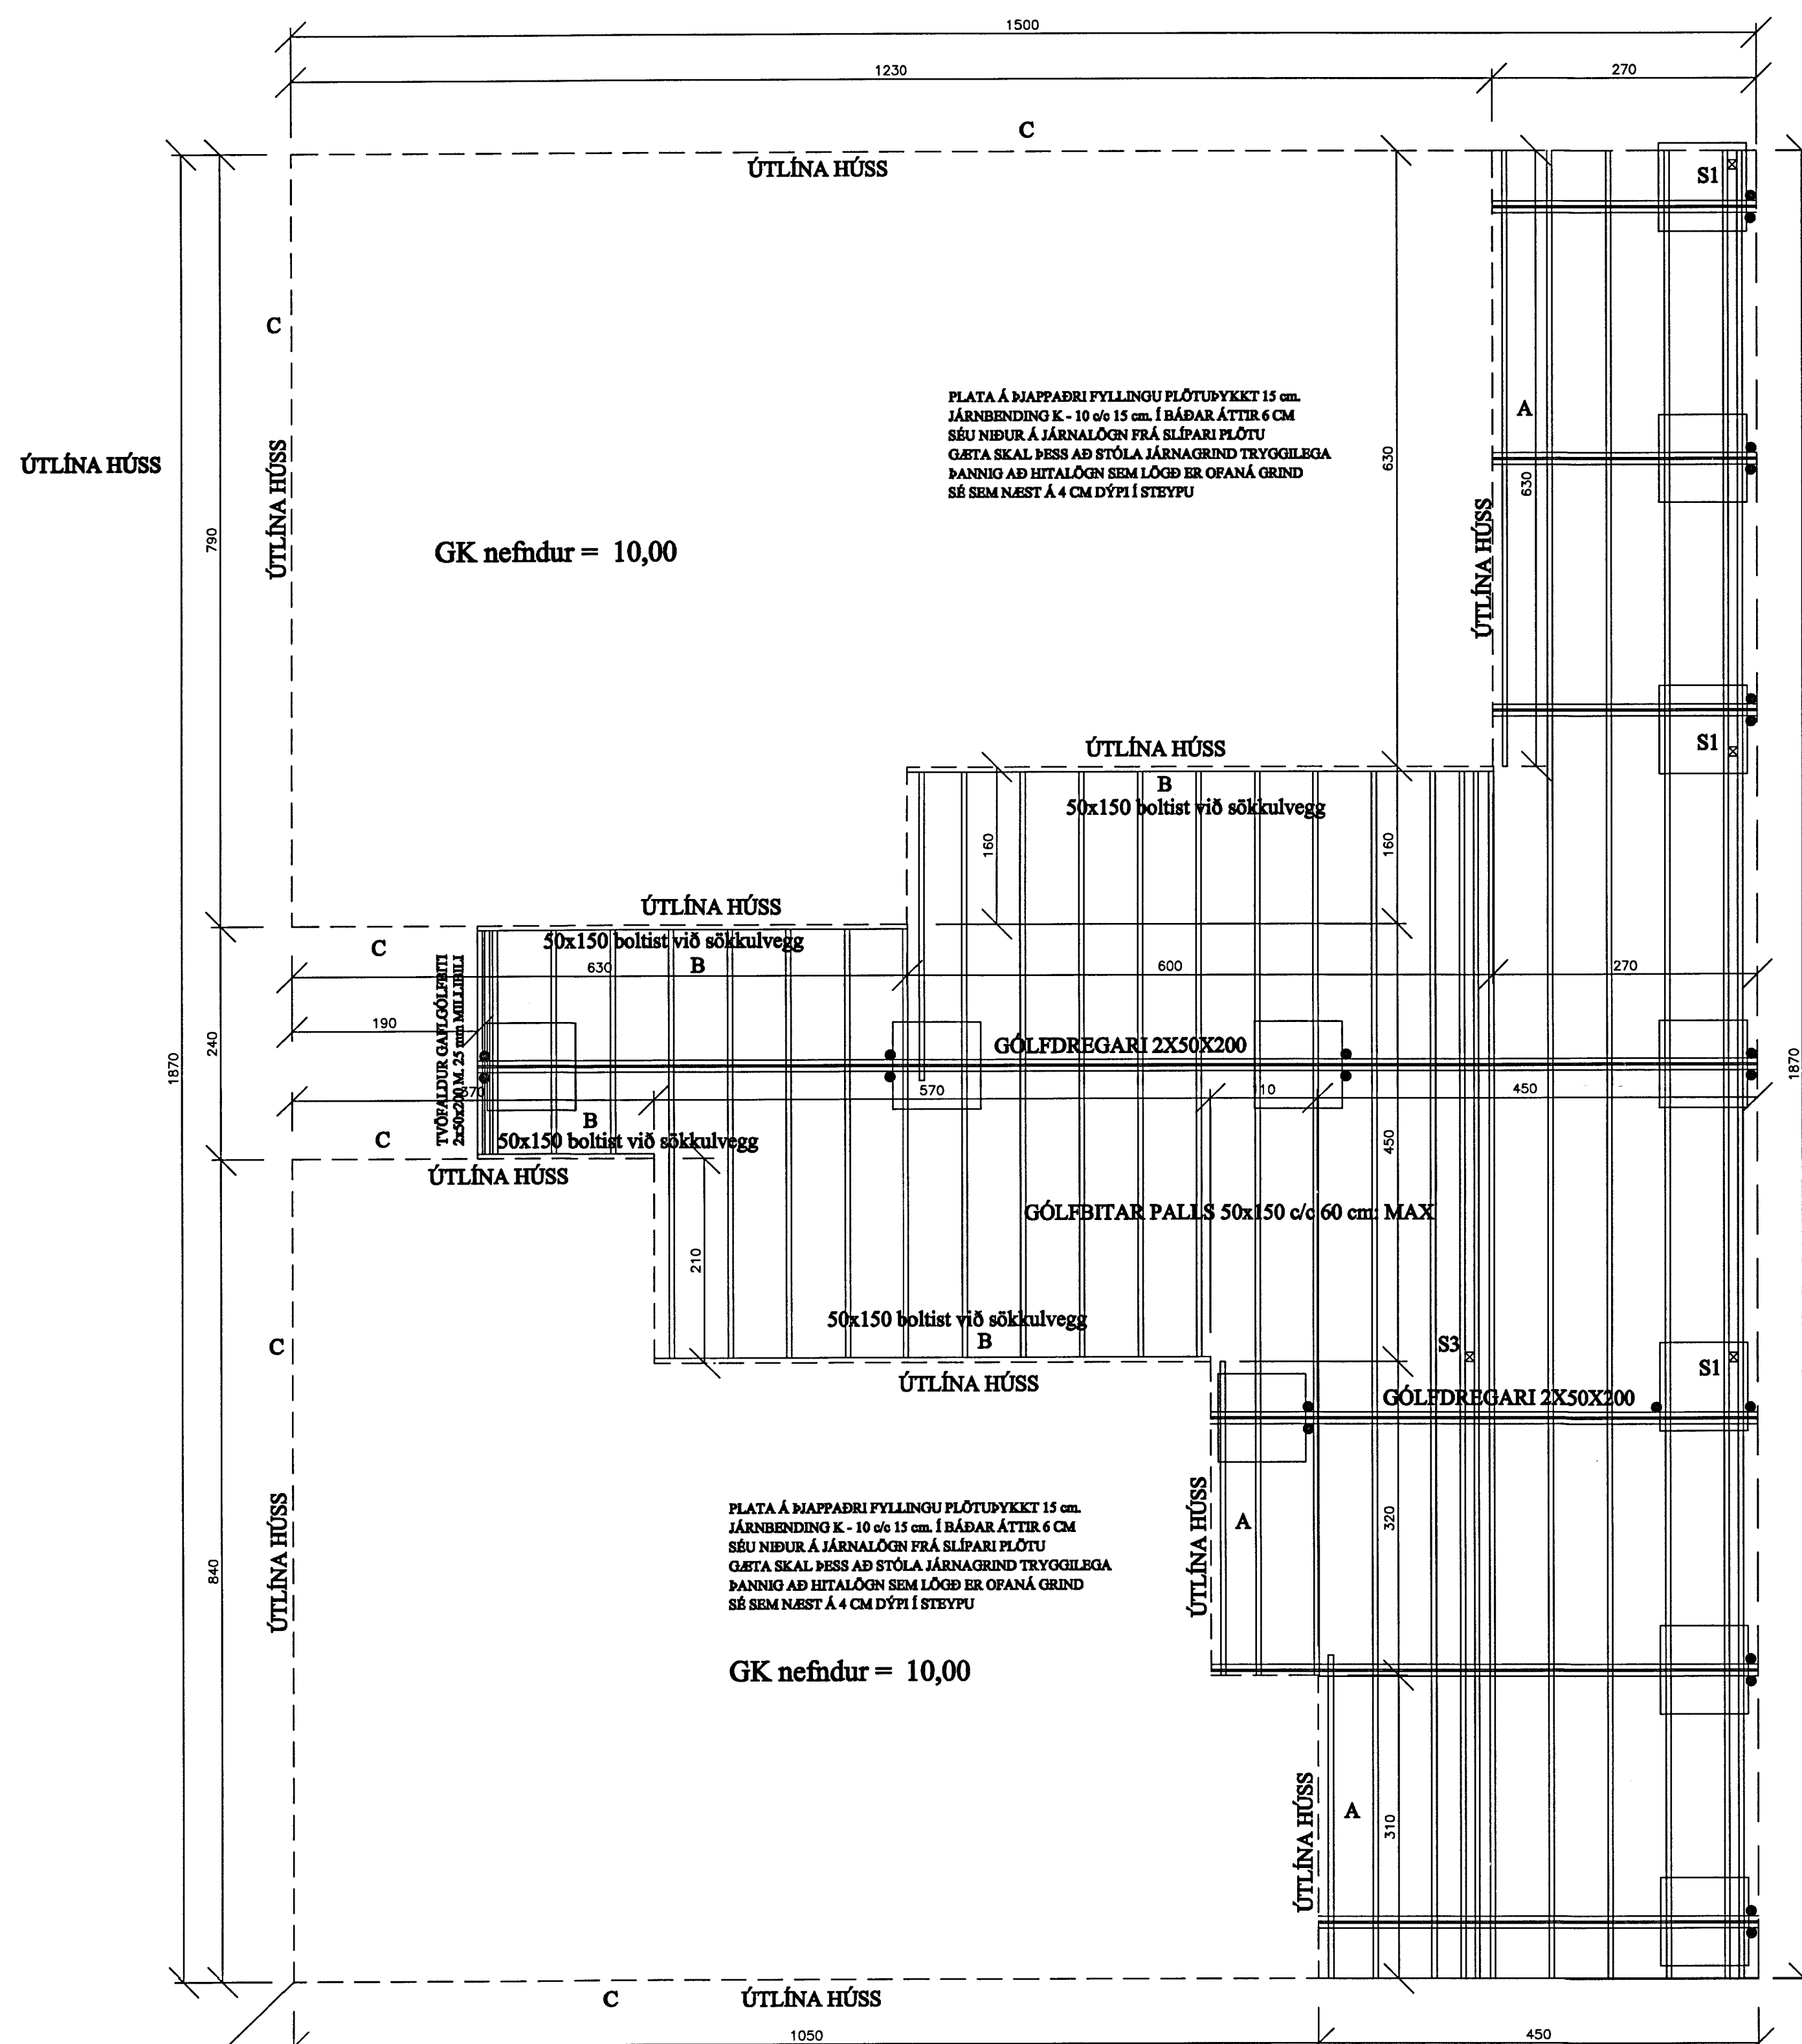 1500
1230
270
C
ÚTLÍNA HÚSS
S1
C
A
PLATA Á ÞJAPPAÐRI FYLLINGU PLÖTUÞYKKT 15 cm.
JÁRNBENDING K - 10 c/c 15 cm. Í BÁÐAR ÁTTIR 6 CM
SÉU NIÐUR Á JÁRNALÖGN FRÁ SLÍPARI PLÖTU
GÆTA SKAL ÞESS AÐ STÓLA JÁRNAGRIND TRYGGILEGA
ÞANNIG AÐ HITALÖGN SEM LÖGÐ ER OFANÁ GRIND
SÉ SEM NÆST Á 4 CM DÝPI Í STEYPU
630
630
ÚTLÍNA HÚSS
ÚTLÍNA HÚSS
790
GK nefndur = 10,00
ÚTLÍNA HÚSS
ÚTLÍNA HÚSS
S1
B
50x150 boltist við sökkulvegg
160
160
ÚTLÍNA HÚSS
50x150 boltist við sökkulvegg
C
630
B
600
270
190
TVÖFALDUR GAFLGÓLFBITI
2x50x200 M. 25 mm MILLIBILI
240
1870
1870
GÓLFDREGARI 2X50X200
370
570
110
450
B
C
50x150 boltist við sökkulvegg
450
ÚTLÍNA HÚSS
GÓLFBITAR PALLS 50x150 c/c 60 cm. MAX
210
50x150 boltist við sökkulvegg
B
C
S3
S1
ÚTLÍNA HÚSS
GÓLFDREGARI 2X50X200
PLATA Á ÞJAPPAÐRI FYLLINGU PLÖTUÞYKKT 15 cm.
JÁRNBENDING K - 10 c/c 15 cm. Í BÁÐAR ÁTTIR 6 CM
SÉU NIÐUR Á JÁRNALÖGN FRÁ SLÍPARI PLÖTU
GÆTA SKAL ÞESS AÐ STÓLA JÁRNAGRIND TRYGGILEGA
ÞANNIG AÐ HITALÖGN SEM LÖGÐ ER OFANÁ GRIND
SÉ SEM NÆST Á 4 CM DÝPI Í STEYPU
A
320
ÚTLÍNA HÚSS
ÚTLÍNA HÚSS
840
GK nefndur = 10,00
A
310
ÚTLÍNA HÚSS
C
ÚTLÍNA HÚSS
1050
450